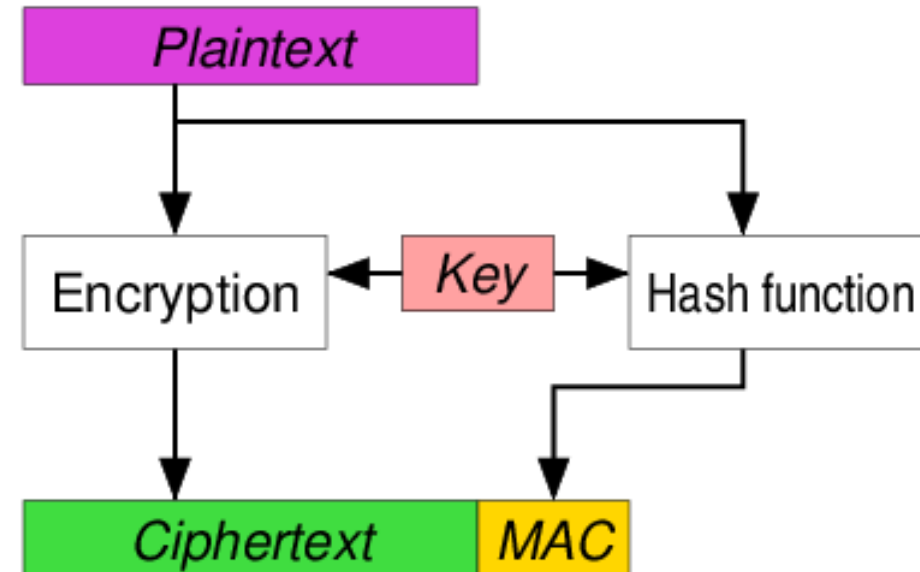 Plaintext
Encryption
Key
Hash function
Ciphertext
MAC